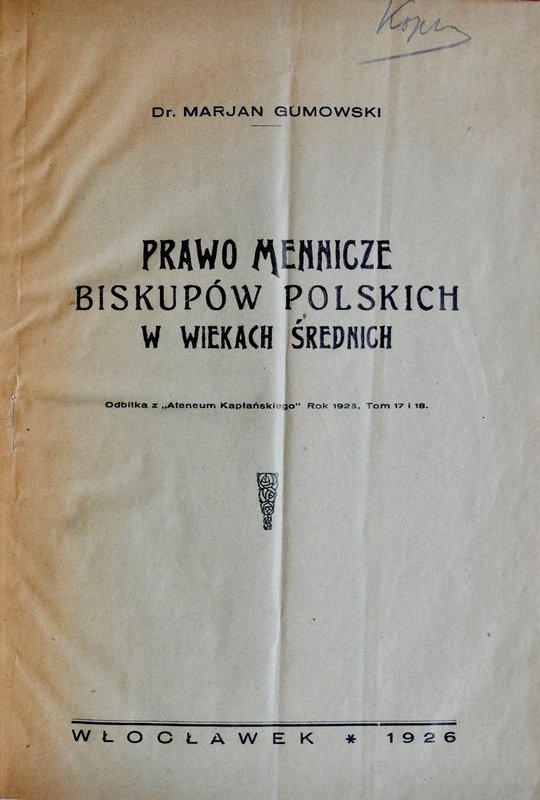 Dr. MARJAN GUMOWSKI
PRAWO MENNICZE
BISKUPÓW POLSKICH
W WIEKACH ŚREDNICH
Odbitka z „Ateneum Kapłańskiego" Rok 1925, Tom 17 i 18.
WŁOCŁAWEK * 1926